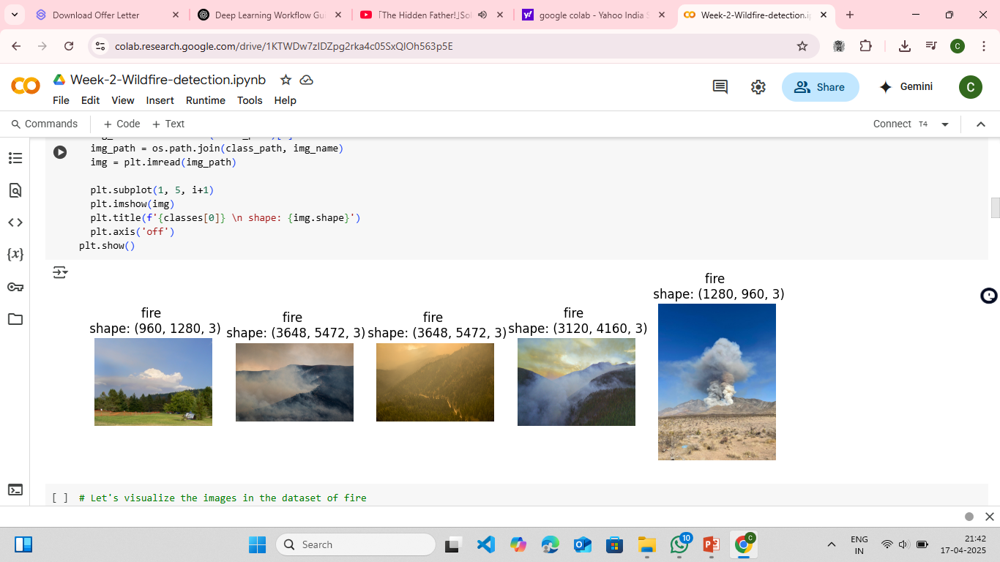 Download Offer Letter
Deep Learning Workflow Gui
「The Hidden Father!」Sol
google colab - Yahoo India S
Week-2-Wildfire-detection.ip
colab.research.google.com/drive/1KTWDw7zlDZpg2rka4c05SxQIOh563p5E
C
Week-2-Wildfire-detection.ipynb
File Edit View Insert Runtime Tools Help
Share
Gemini
C
Commands
+ Code + Text
Connect T4
img_path = os.path.join(class_path, img_name)
img = plt.imread(img_path)
plt.subplot(1, 5, i+1)
plt.imshow(img)
plt.title(f'{classes[0]} \n shape: {img.shape}')
plt.axis('off')
plt.show()
fire
shape: (960, 1280, 3)
fire
shape: (3648, 5472, 3)
fire
shape: (3648, 5472, 3)
fire
shape: (3120, 4160, 3)
fire
shape: (1280, 960, 3)
[ ] # Let's visualize the images in the dataset of fire
Search
10
C
ENG
IN
21:42
17-04-2025